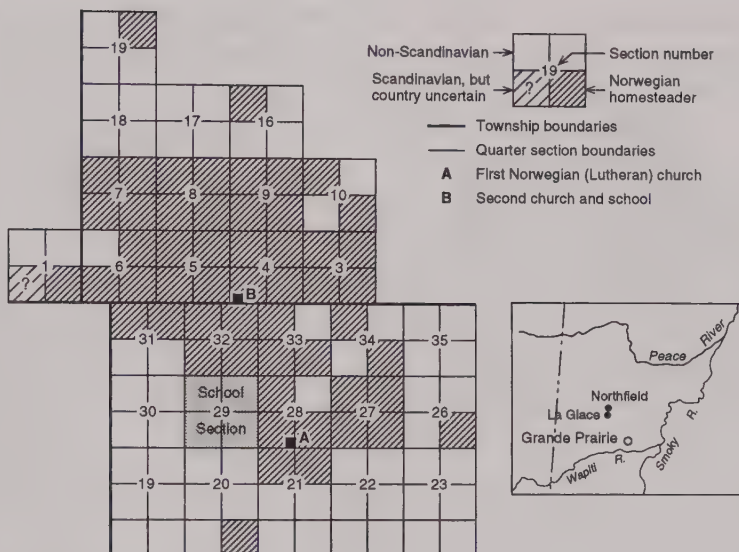 Non-Scandinavian
Section number
19
Scandinavian, but
country uncertain
?
Norwegian
homesteader
Township boundaries
Quarter section boundaries
A First Norwegian (Lutheran) church
B Second church and school
19
18 17 16
7 8 9 10
1 6 5 4 3
?
B
31 32 33 34 35
School
30 29 28 27 26
Section
A
19 20 21 22 23
Peace River
Northfield
La Glace
Grande Prairie
Wapiti R.
Smoky R.